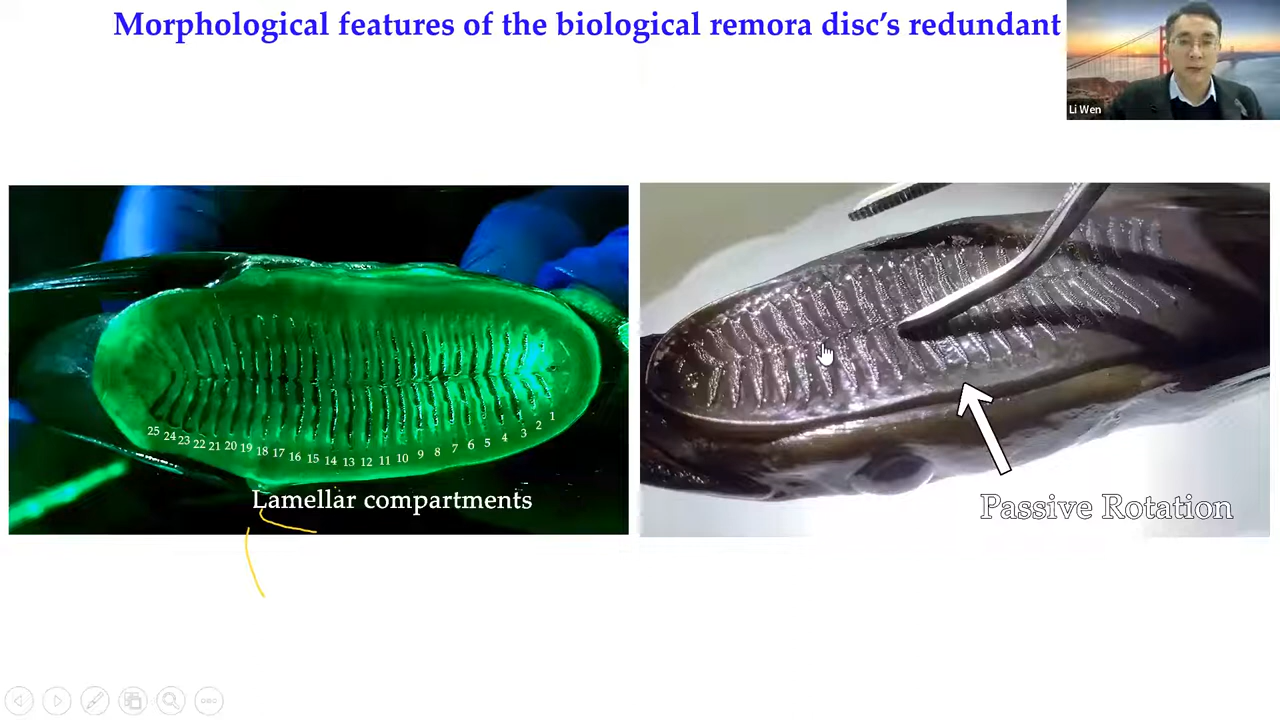 Morphological features of the biological remora disc’s redundant
Li Wen
25 24 23 22 21 20 19 18 17 16 15 14 13 12 11 10 9 8 7 6 5 4 3 2 1
Lamellar compartments
Passive Rotation